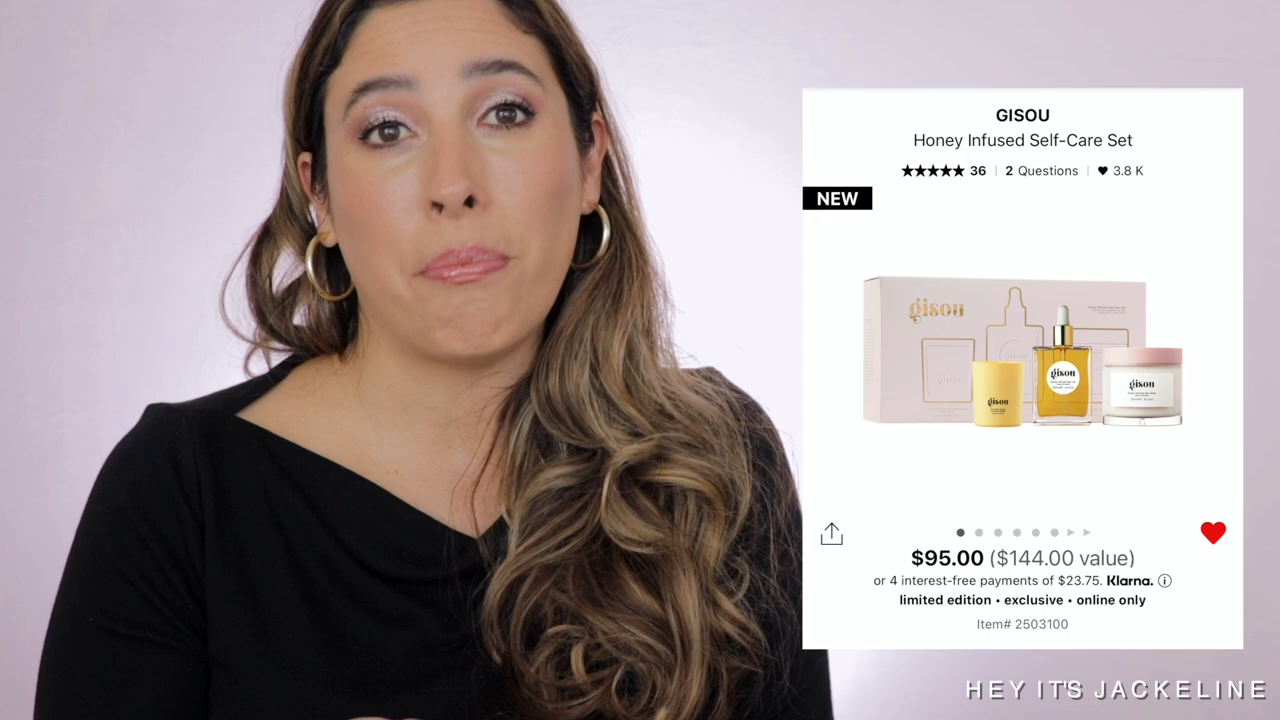 GISOU
Honey Infused Self-Care Set
★★★★★ 36 | 2 Questions | ♥ 3.8 K
NEW
gisou
gisou
gisou
gisou
$95.00 ($144.00 value)
or 4 interest-free payments of $23.75. Klarna. ⓘ
limited edition • exclusive • online only
Item# 2503100
HEY IT'S JACKELINE